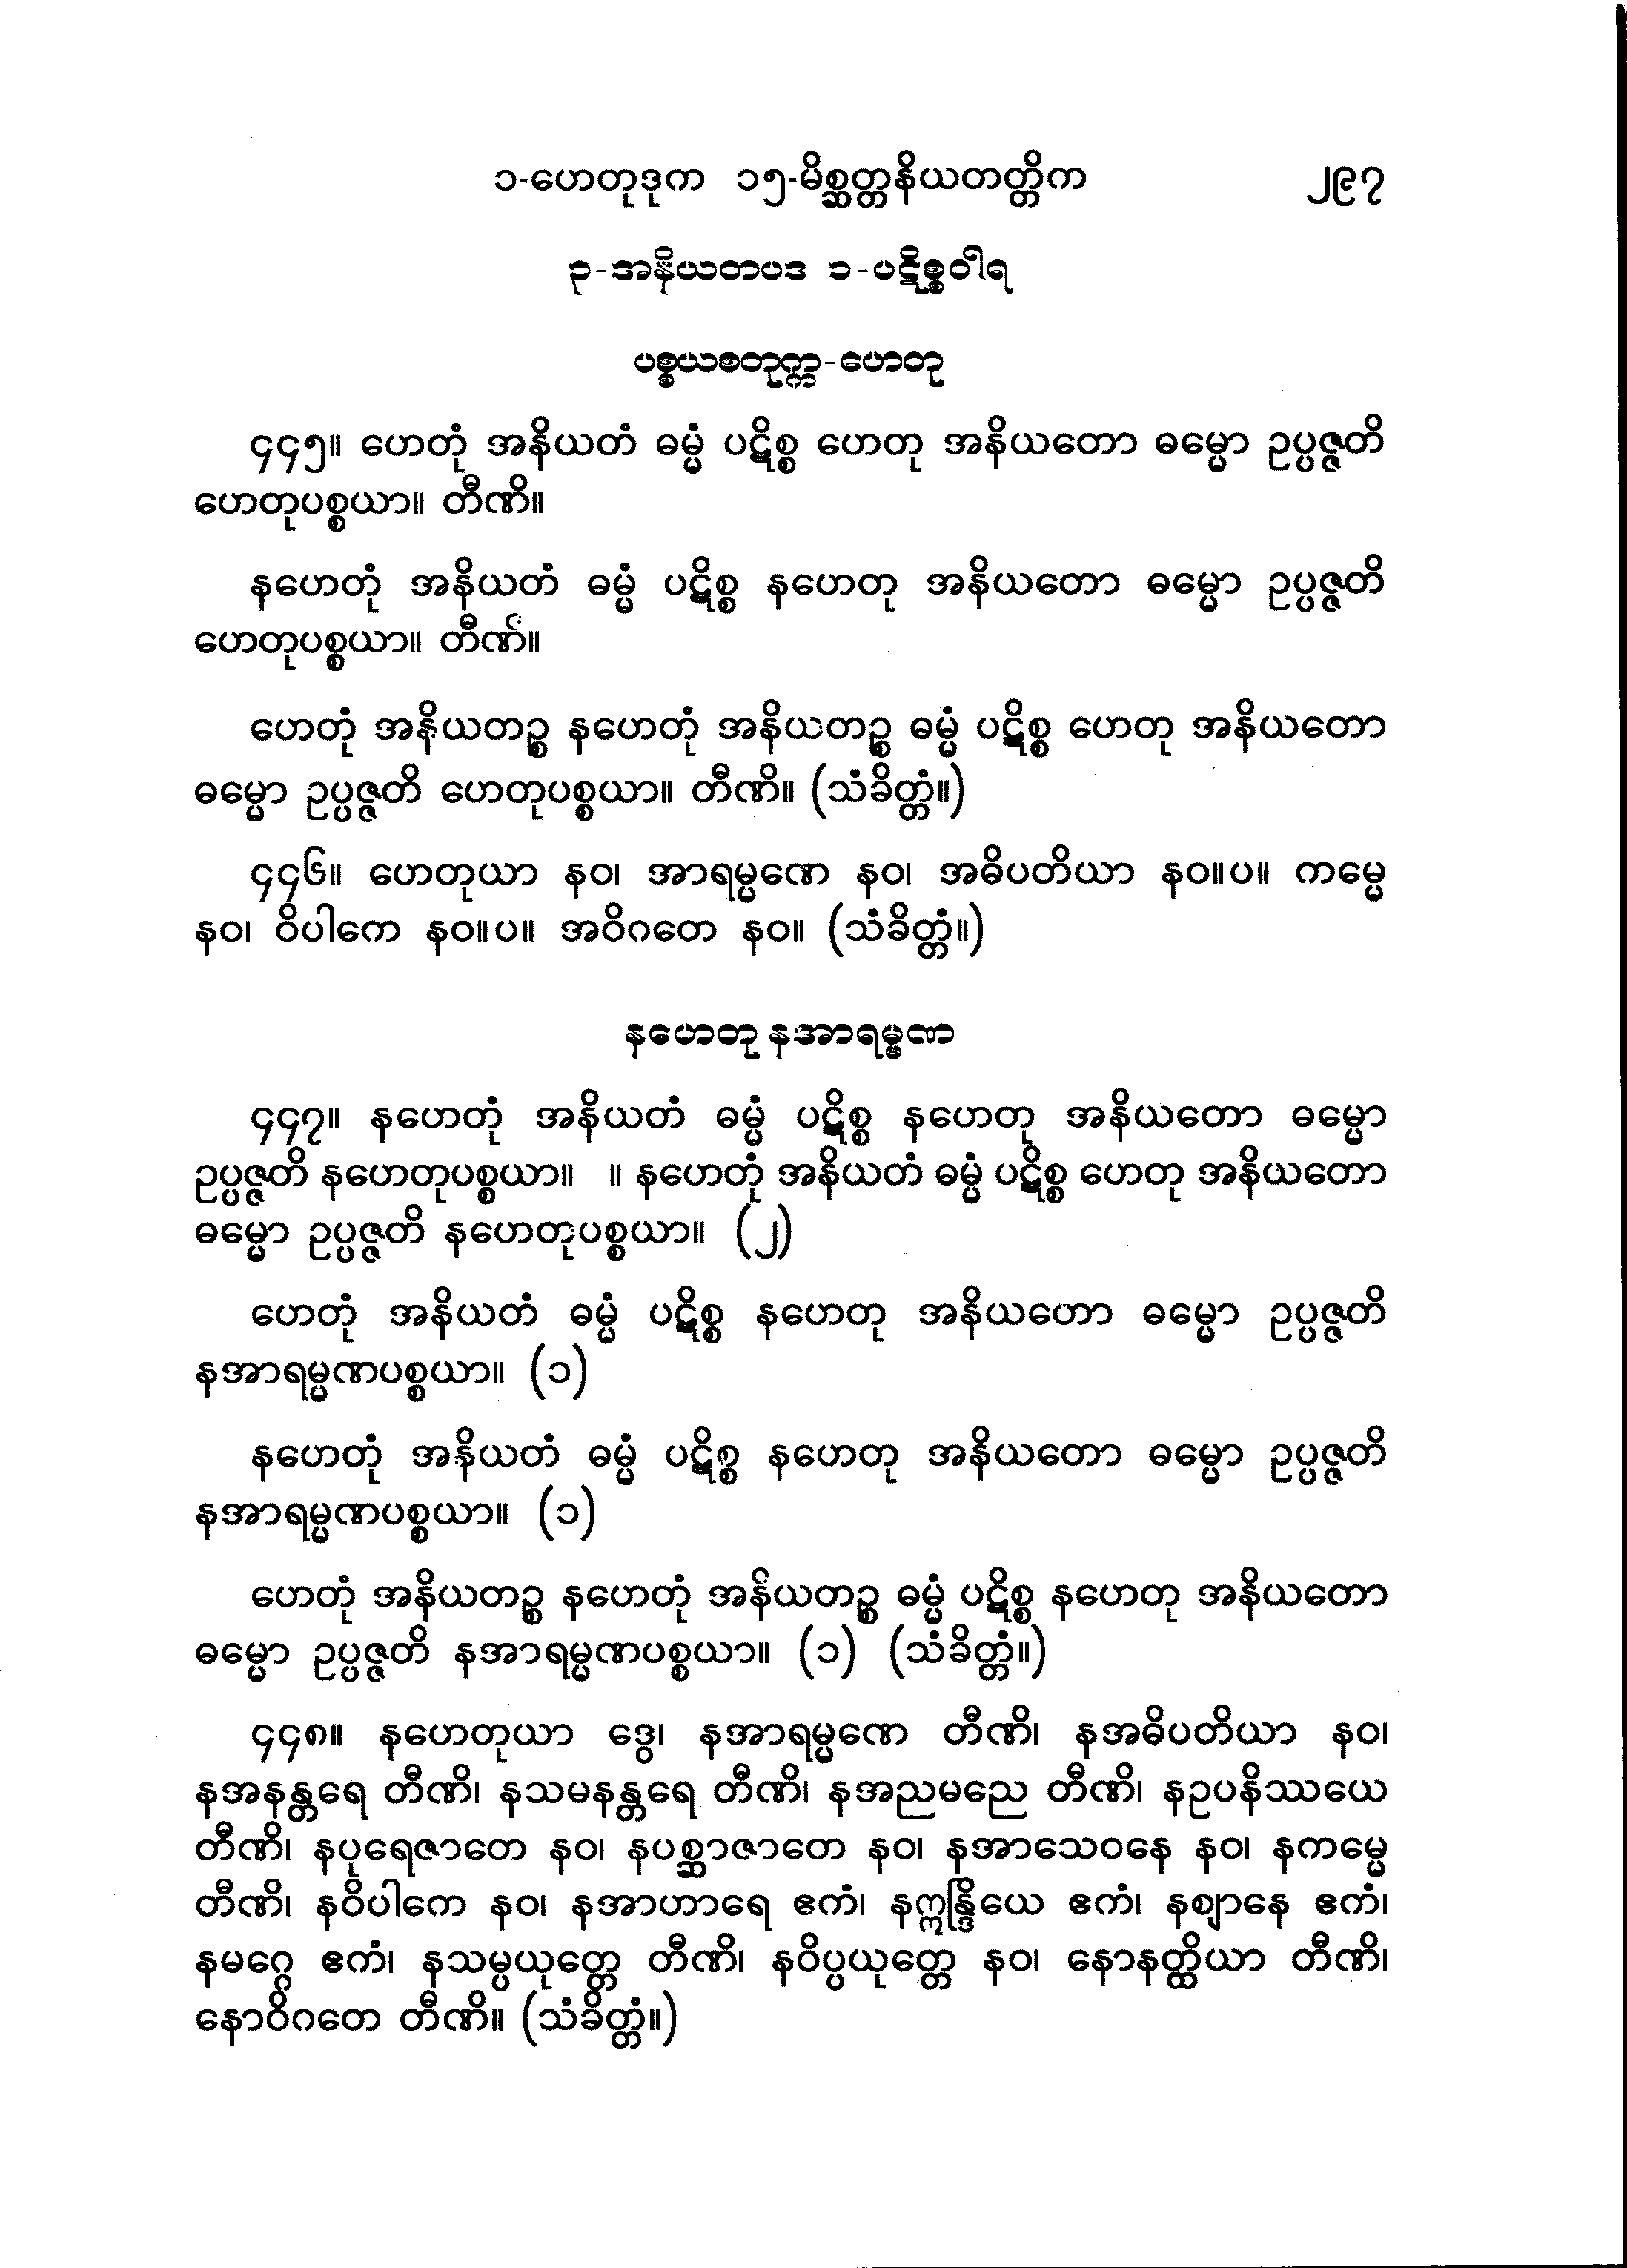 ၁-ဟေတုဒုက ၁၅-မိစ္ဆတ္တနိယတတ္တိက ၂၉၇
၃-အနိယတပဒ ၁-ပဋိစ္စဝါရ
ပစ္စယစတုက္က-ဟေတု
၄၄၅။ ဟေတုံ အနိယတံ ဓမ္မံ ပဋိစ္စ ဟေတု အနိယတော ဓမ္မော ဥပ္ပဇ္ဇတိ
ဟေတုပစ္စယာ။ တီဏိ။
နဟေတုံ အနိယတံ ဓမ္မံ ပဋိစ္စ နဟေတု အနိယတော ဓမ္မော ဥပ္ပဇ္ဇတိ
ဟေတုပစ္စယာ။ တီဏိ။
ဟေတုံ အနိယတဉ္စ နဟေတုံ အနိယတဉ္စ ဓမ္မံ ပဋိစ္စ ဟေတု အနိယတော
ဓမ္မော ဥပ္ပဇ္ဇတိ ဟေတုပစ္စယာ။ တီဏိ။ (သံခိတ္တံ။)
၄၄၆။ ဟေတုယာ နဝ၊ အာရမ္မဏေ နဝ၊ အဓိပတိယာ နဝ။ပ။ ကမ္မေ
နဝ၊ ဝိပါကေ နဝ။ပ။ အဝိဂတေ နဝ။ (သံခိတ္တံ။)
နဟေတု နအာရမ္မဏ
၄၄၇။ နဟေတုံ အနိယတံ ဓမ္မံ ပဋိစ္စ နဟေတု အနိယတော ဓမ္မော
ဥပ္ပဇ္ဇတိ နဟေတုပစ္စယာ။ ။ နဟေတုံ အနိယတံ ဓမ္မံ ပဋိစ္စ ဟေတု အနိယတော
ဓမ္မော ဥပ္ပဇ္ဇတိ နဟေတုပစ္စယာ။ (၂)
ဟေတုံ အနိယတံ ဓမ္မံ ပဋိစ္စ နဟေတု အနိယဟော ဓမ္မော ဥပ္ပဇ္ဇတိ
နအာရမ္မဏပစ္စယာ။ (၁)
နဟေတုံ အနိယတံ ဓမ္မံ ပဋိစ္စ နဟေတု အနိယတော ဓမ္မော ဥပ္ပဇ္ဇတိ
နအာရမ္မဏပစ္စယာ။ (၁)
ဟေတုံ အနိယတဉ္စ နဟေတုံ အနိယတဉ္စ ဓမ္မံ ပဋိစ္စ နဟေတု အနိယတော
ဓမ္မော ဥပ္ပဇ္ဇတိ နအာရမ္မဏပစ္စယာ။ (၁) (သံခိတ္တံ။)
၄၄၈။ နဟေတုယာ ဒွေ၊ နအာရမ္မဏေ တီဏိ၊ နအဓိပတိယာ နဝ၊
နအနန္တရေ တီဏိ၊ နသမနန္တရေ တီဏိ၊ နအညမညေ တီဏိ၊ နဥပနိဿယေ
တီဏိ၊ နပုရေဇာတေ နဝ၊ နပစ္ဆာဇာတေ နဝ၊ နအာသေဝနေ နဝ၊ နကမ္မေ
တီဏိ၊ နဝိပါကေ နဝ၊ နအာဟာရေ ဧကံ၊ နဣန္ဒြိယေ ဧကံ၊ နဈာနေ ဧကံ၊
နမဂ္ဂေ ဧကံ၊ နသမ္ပယုတ္တေ တီဏိ၊ နဝိပ္ပယုတ္တေ နဝ၊ နောနတ္ထိယာ တီဏိ၊
နောဝိဂတေ တီဏိ။ (သံခိတ္တံ။)